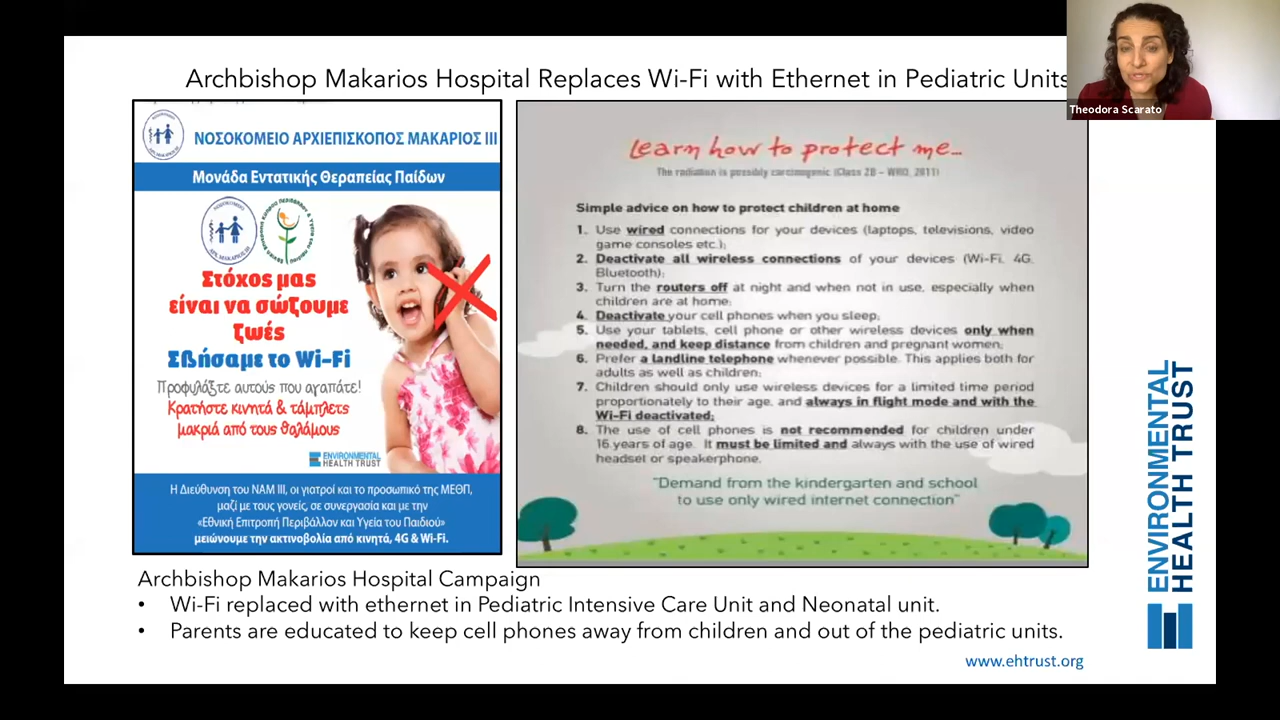 Archbishop Makarios Hospital Replaces Wi-Fi with Ethernet in Pediatric Units
Theodora Scarato
ΝΟΣΟΚΟΜΕΙΟ ΑΡΧΙΕΠΙΣΚΟΠΟΣ ΜΑΚΑΡΙΟΣ ΙΙΙ
Μονάδα Εντατικής Θεραπείας Παίδων
Στόχος μας
είναι να σώζουμε
ζωές
Σβήσαμε το Wi-Fi
Προφυλάξτε αυτούς που αγαπάτε!
Κρατήστε κινητά & τάμπλετς
μακριά από τους θαλάμους
ENVIRONMENTAL
HEALTH TRUST
Η Διεύθυνση του ΝΑΜ ΙΙΙ, οι γιατροί και το προσωπικό της ΜΕΘΠ,
μαζί με τους γονείς, σε συνεργασία και με την
«Εθνική Επιτροπή Περιβάλλον και Υγεία του Παιδιού»
μειώνουμε την ακτινοβολία από κινητά, 4G & Wi-Fi.
Learn how to protect me...
The radiation is possibly carcinogenic (Class 2B – WHO, 2011)
Simple advice on how to protect children at home
1. Use wired connections for your devices (laptops, televisions, video
game consoles etc.);
2. Deactivate all wireless connections of your devices (Wi-Fi, 4G,
Bluetooth);
3. Turn the routers off at night and when not in use, especially when
children are at home;
4. Deactivate your cell phones when you sleep;
5. Use your tablets, cell phone or other wireless devices only when
needed, and keep distance from children and pregnant women;
6. Prefer a landline telephone whenever possible. This applies both for
adults as well as children;
7. Children should only use wireless devices for a limited time period
proportionately to their age, and always in flight mode and with the
Wi-Fi deactivated;
8. The use of cell phones is not recommended for children under
16 years of age. It must be limited and always with the use of wired
headset or speakerphone.
"Demand from the kindergarten and school
to use only wired internet connection"
Archbishop Makarios Hospital Campaign
• Wi-Fi replaced with ethernet in Pediatric Intensive Care Unit and Neonatal unit.
• Parents are educated to keep cell phones away from children and out of the pediatric units.
www.ehtrust.org
ENVIRONMENTAL
HEALTH TRUST